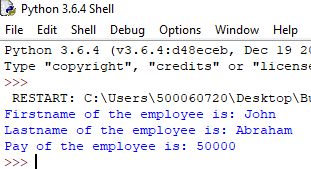 Python 3.6.4 Shell
File Edit Shell Debug Options Window Help
Python 3.6.4 (v3.6.4:d48eceb, Dec 19 20
Type "copyright", "credits" or "license
>>>
RESTART: C:\Users\500060720\Desktop\Bu
Firstname of the employee is: John
Lastname of the employee is: Abraham
Pay of the employee is: 50000
>>>